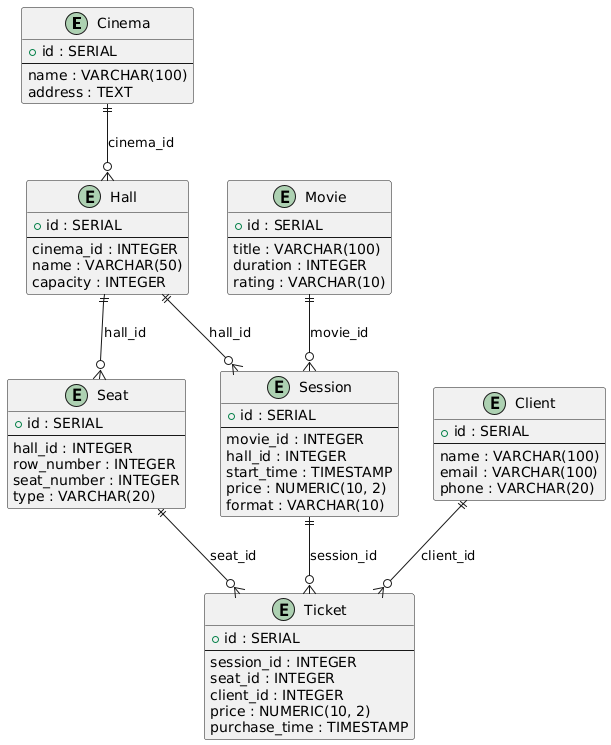 E Cinema
id : SERIAL
name : VARCHAR(100)
address : TEXT
cinema_id
E Hall
id : SERIAL
cinema_id : INTEGER
name : VARCHAR(50)
capacity : INTEGER
E Movie
id : SERIAL
title : VARCHAR(100)
duration : INTEGER
rating : VARCHAR(10)
hall_id
hall_id
movie_id
E Seat
id : SERIAL
hall_id : INTEGER
row_number : INTEGER
seat_number : INTEGER
type : VARCHAR(20)
E Session
id : SERIAL
movie_id : INTEGER
hall_id : INTEGER
start_time : TIMESTAMP
price : NUMERIC(10, 2)
format : VARCHAR(10)
E Client
id : SERIAL
name : VARCHAR(100)
email : VARCHAR(100)
phone : VARCHAR(20)
seat_id
session_id
client_id
E Ticket
id : SERIAL
session_id : INTEGER
seat_id : INTEGER
client_id : INTEGER
price : NUMERIC(10, 2)
purchase_time : TIMESTAMP